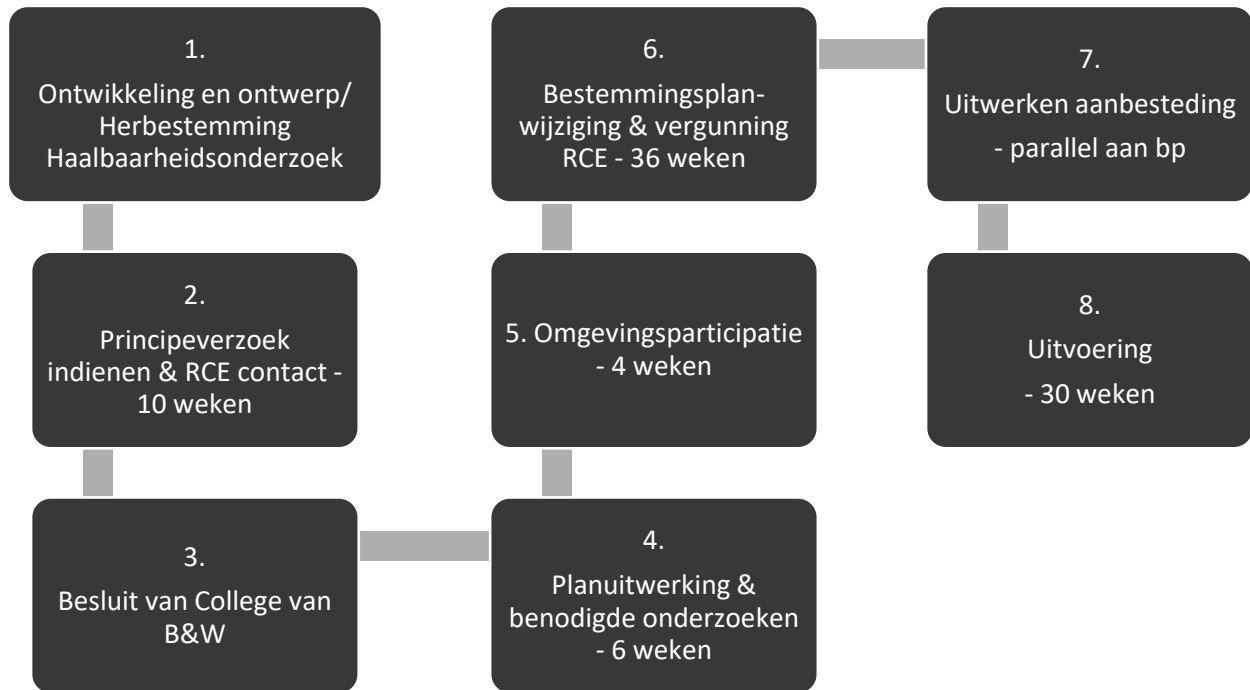 1.
Ontwikkeling en ontwerp/
Herbestemming
Haalbaarheidsonderzoek
2.
Principeverzoek
indienen & RCE contact -
10 weken
3.
Besluit van College van
B&W
4.
Planuitwerking &
benodigde onderzoeken
- 6 weken
5. Omgevingsparticipatie
- 4 weken
6.
Bestemmingsplan-
wijziging & vergunning
RCE - 36 weken
7.
Uitwerken aanbesteding
- parallel aan bp
8.
Uitvoering
- 30 weken